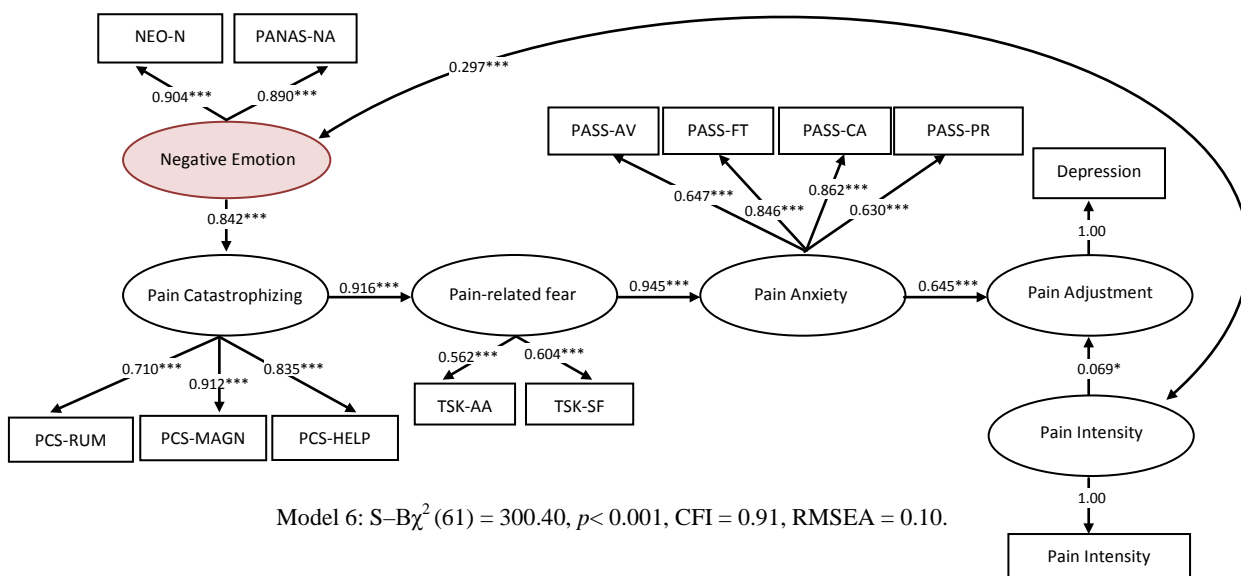 NEO-N
PANAS-NA
0.297***
0.904***
0.890***
Negative Emotion
PASS-AV
PASS-FT
PASS-CA
PASS-PR
Depression
0.647***
0.846***
0.862***
0.630***
0.842***
1.00
Pain Catastrophizing
0.916***
Pain-related fear
0.945***
Pain Anxiety
0.645***
Pain Adjustment
0.710***
0.912***
0.835***
0.562***
0.604***
0.069*
TSK-AA
TSK-SF
PCS-RUM
PCS-MAGN
PCS-HELP
Pain Intensity
1.00
Model 6: S–Bχ² (61) = 300.40, p< 0.001, CFI = 0.91, RMSEA = 0.10.
Pain Intensity